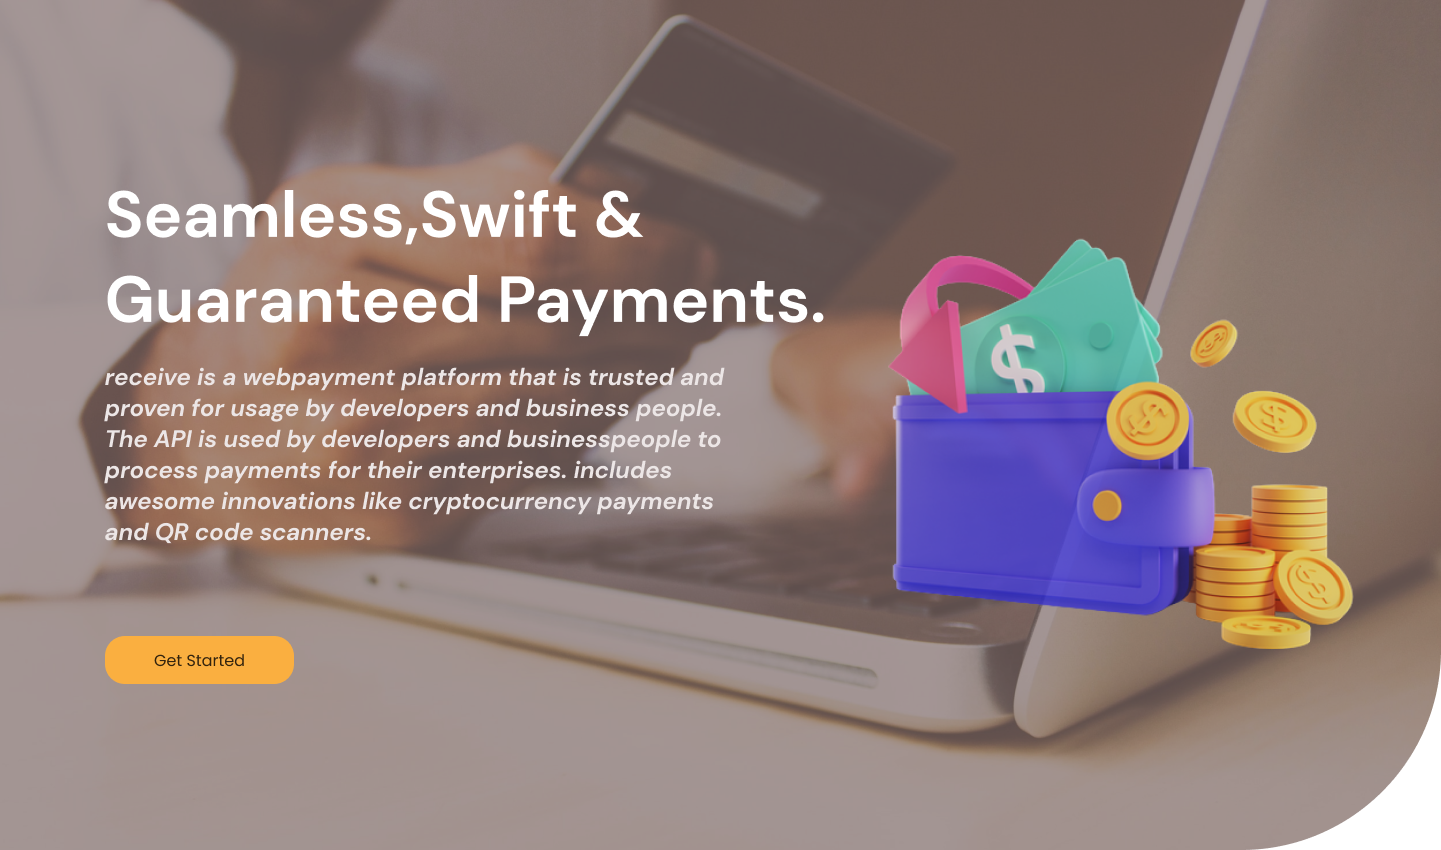 Seamless,Swift &
Guaranteed Payments.
receive is a webpayment platform that is trusted and
proven for usage by developers and business people.
The API is used by developers and businesspeople to
process payments for their enterprises. includes
awesome innovations like cryptocurrency payments
and QR code scanners.
Get Started